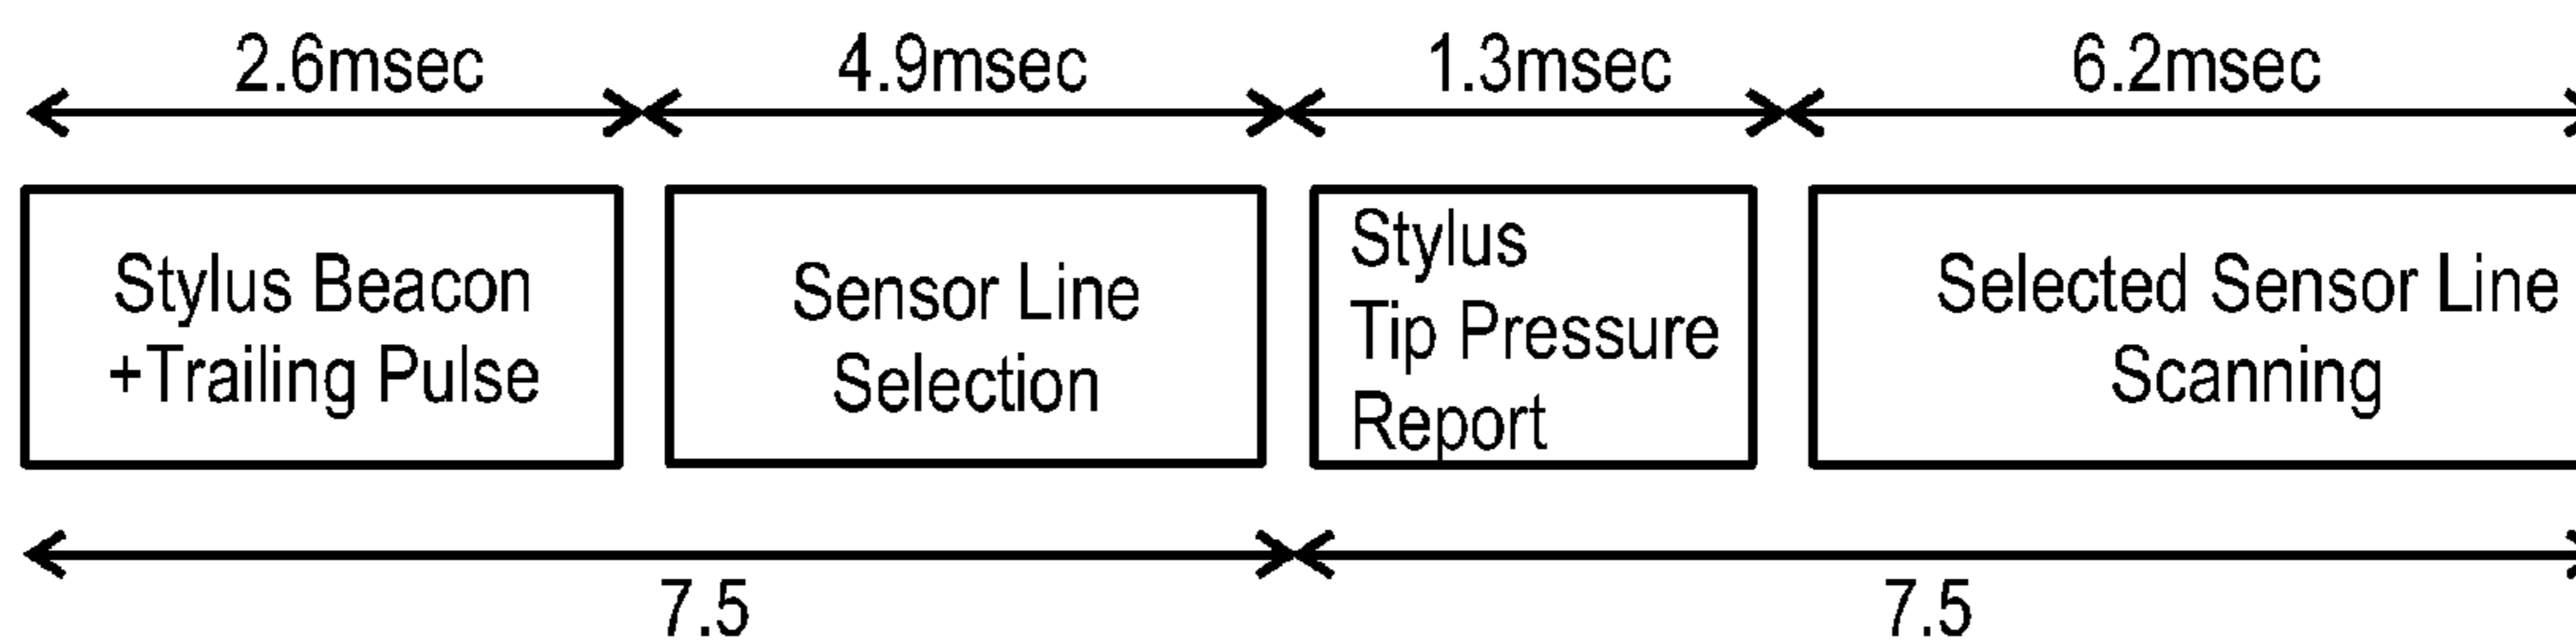 2.6msec
4.9msec
1.3msec
6.2msec
Stylus Beacon
+Trailing Pulse
Sensor Line
Selection
Stylus
Tip Pressure
Report
Selected Sensor Line
Scanning
7.5
7.5